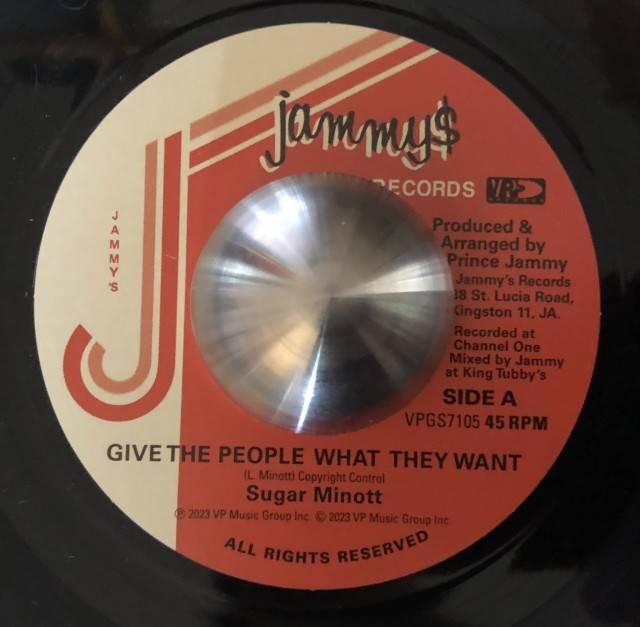 jammy$
RECORDS VP
JAMMY'S
Produced &
Arranged by
Prince Jammy
Jammy's Records
38 St. Lucia Road,
Kingston 11, JA.
Recorded at
Channel One
Mixed by Jammy
at King Tubby's
SIDE A
VPGS7105 45 RPM
GIVE THE PEOPLE WHAT THEY WANT
(L. Minott) Copyright Control
Sugar Minott
℗ 2023 VP Music Group Inc. © 2023 VP Music Group Inc.
ALL RIGHTS RESERVED